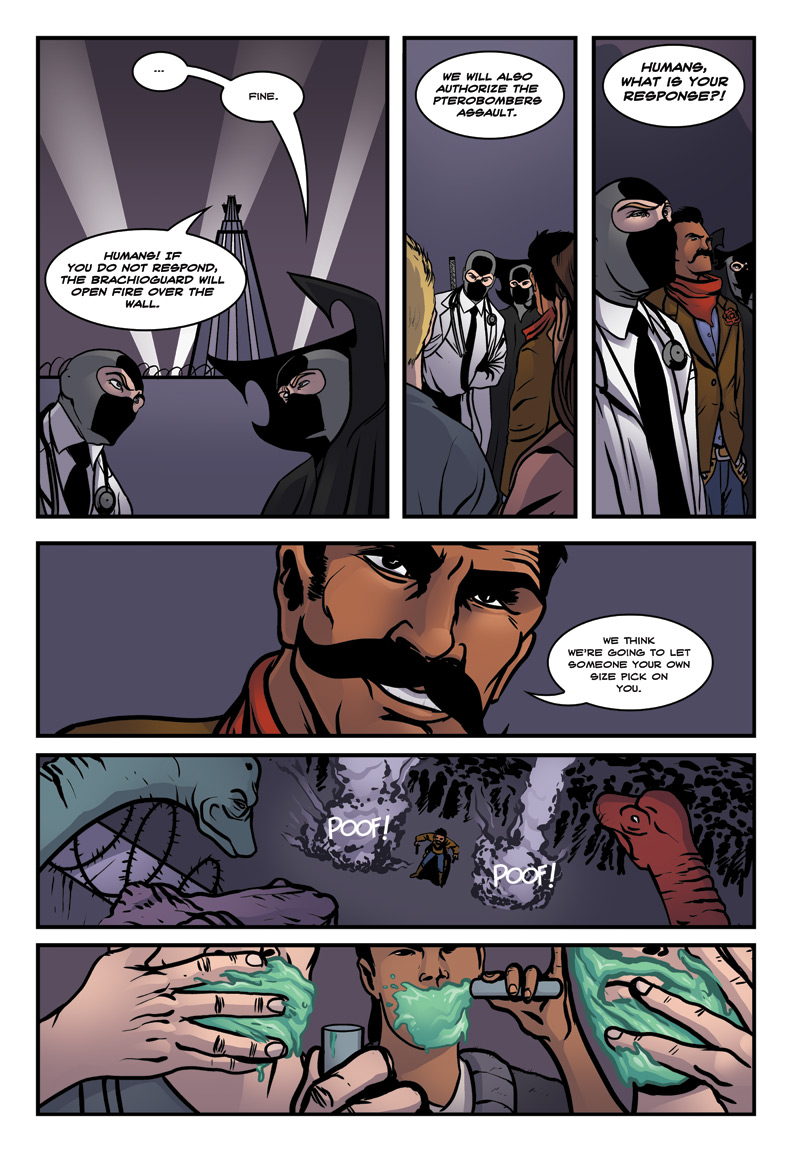 ...
FINE.
HUMANS! IF
YOU DO NOT RESPOND,
THE BRACHIOGUARD WILL
OPEN FIRE OVER THE
WALL.
WE WILL ALSO
AUTHORIZE THE
PTEROBOMBERS
ASSAULT.
HUMANS,
WHAT IS YOUR
RESPONSE?!
WE THINK
WE'RE GOING TO LET
SOMEONE YOUR OWN
SIZE PICK ON
YOU.
POOF!
POOF!